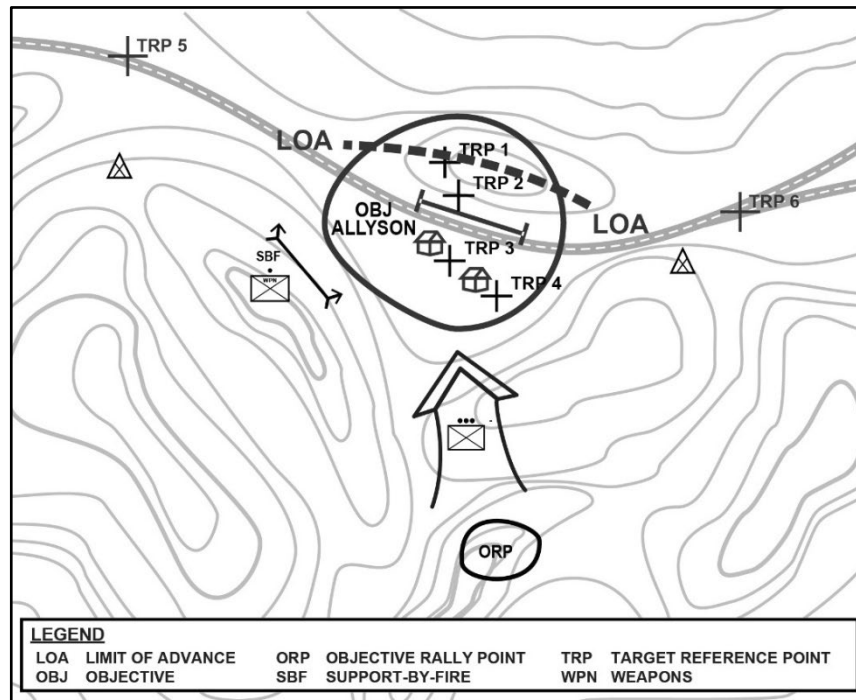 TRP 5
LOA
TRP 1
TRP 2
OBJ
ALLYSON
LOA
TRP 6
TRP 3
SBF
WPN
TRP 4
ORP
LEGEND
LOA LIMIT OF ADVANCE ORP OBJECTIVE RALLY POINT TRP TARGET REFERENCE POINT
OBJ OBJECTIVE SBF SUPPORT-BY-FIRE WPN WEAPONS